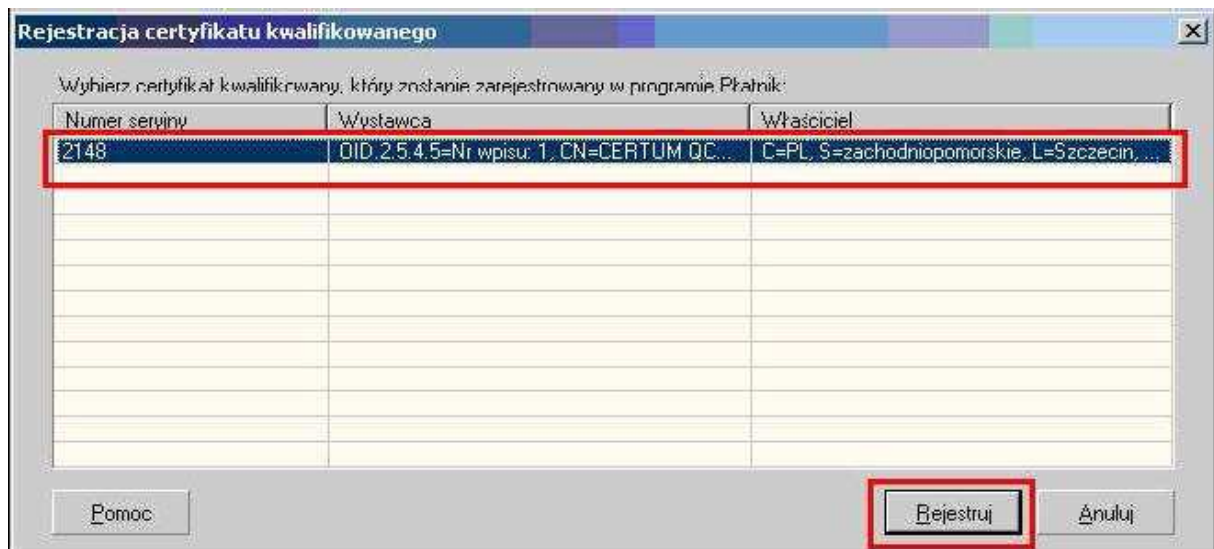 Rejestracja certyfikatu kwalifikowanego
Wybierz certyfikat kwalifikowany, który zostanie zarejestrowany w programie Płatnik:
Numer seryjny Wystawca Właściciel
2148 OID.2.5.4.5=Nr wpisu: 1, CN=CERTUM QC... C=PL, S=zachodniopomorskie, L=Szczecin, ...
Pomoc Rejestruj Anuluj